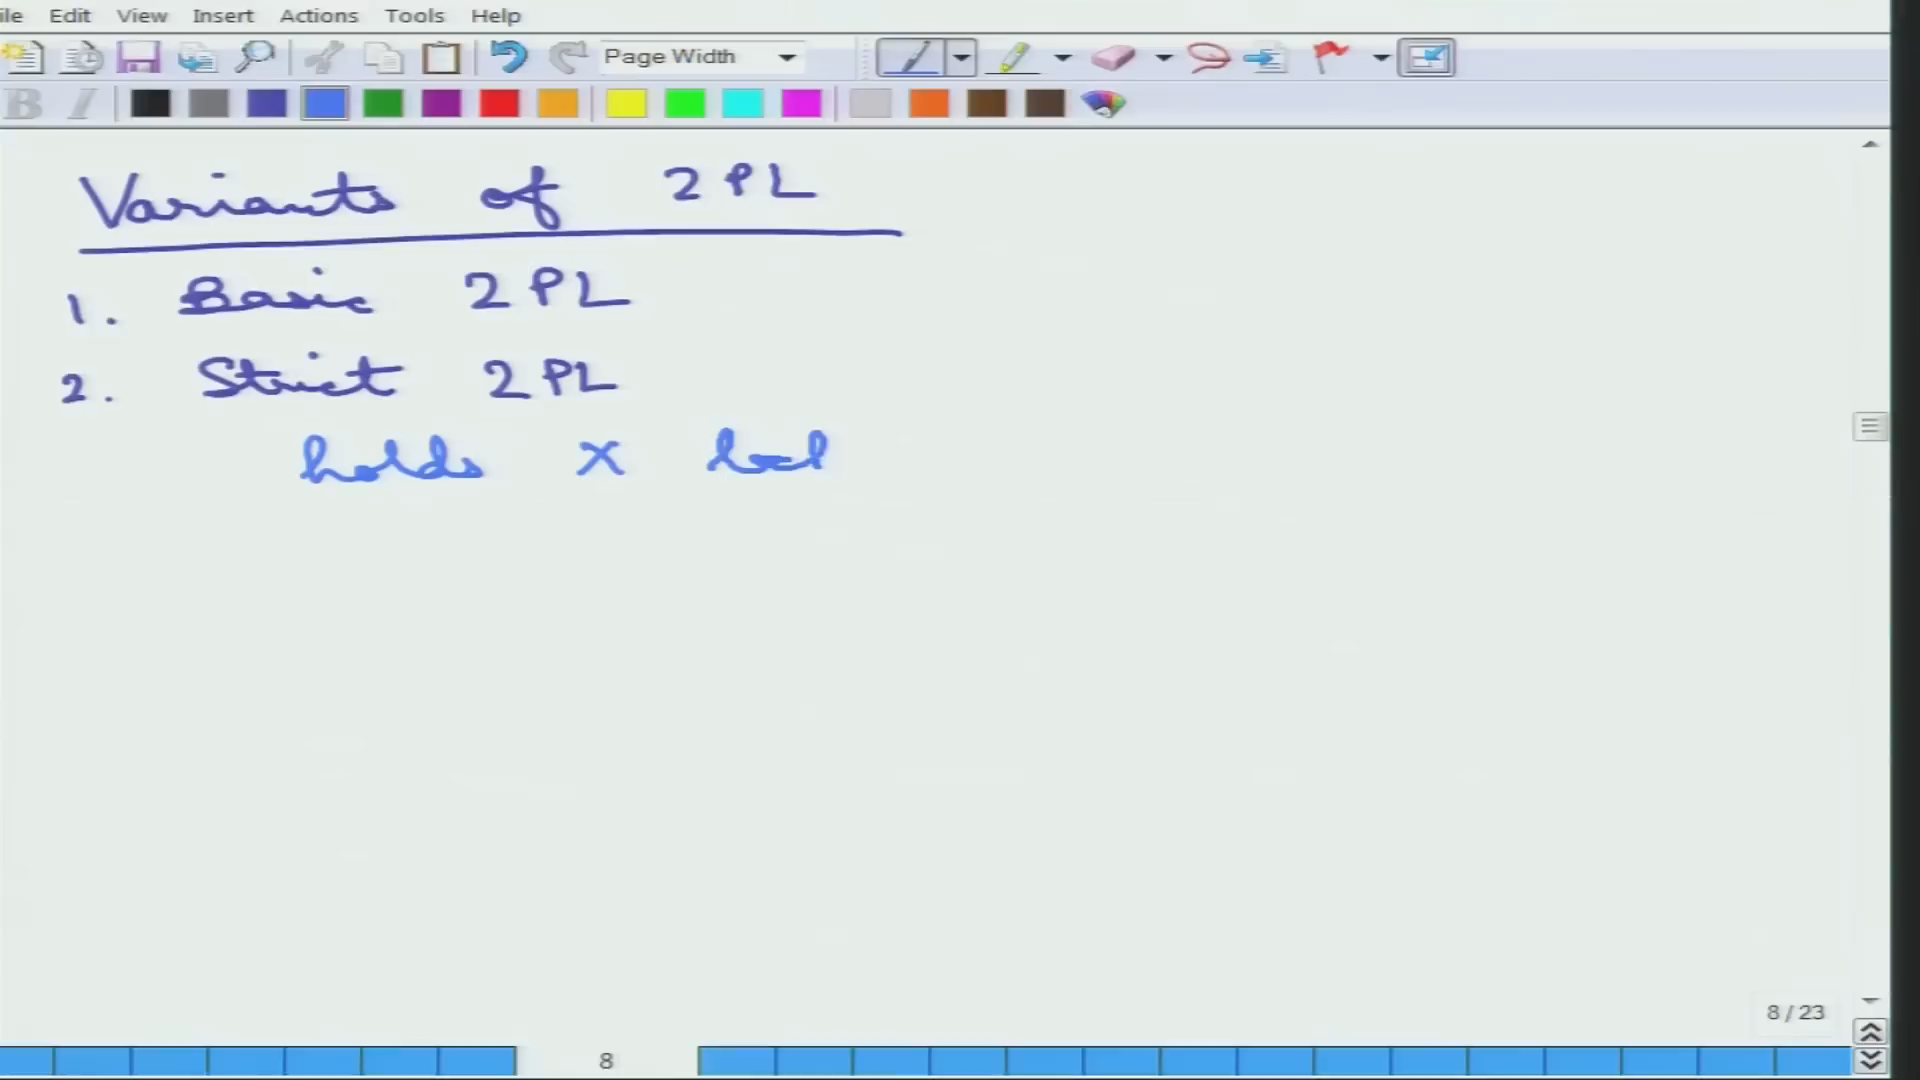 ile Edit View Insert Actions Tools Help
Page Width
B I
Variants of 2PL
1. Basic 2PL
2. Strict 2PL
holds X
8 / 23
8